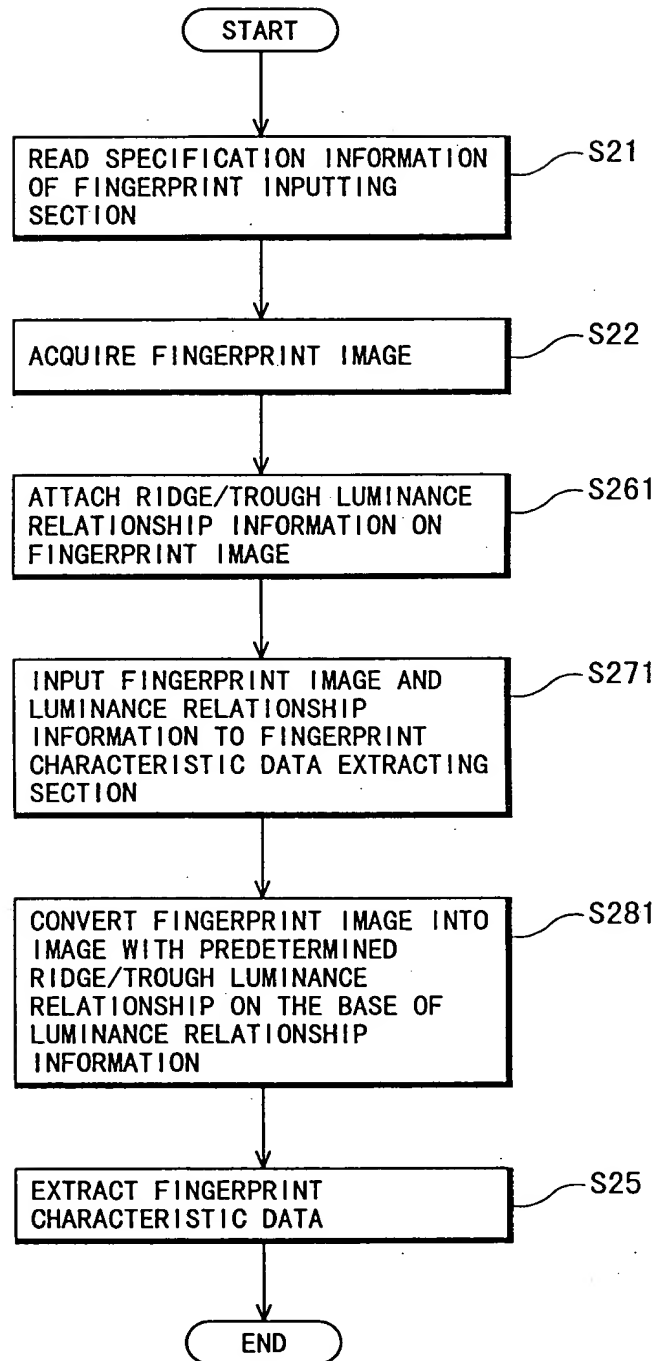 START
READ SPECIFICATION INFORMATION
OF FINGERPRINT INPUTTING
SECTION
S21
ACQUIRE FINGERPRINT IMAGE
S22
ATTACH RIDGE/TROUGH LUMINANCE
RELATIONSHIP INFORMATION ON
FINGERPRINT IMAGE
S261
INPUT FINGERPRINT IMAGE AND
LUMINANCE RELATIONSHIP
INFORMATION TO FINGERPRINT
CHARACTERISTIC DATA EXTRACTING
SECTION
S271
CONVERT FINGERPRINT IMAGE INTO
IMAGE WITH PREDETERMINED
RIDGE/TROUGH LUMINANCE
RELATIONSHIP ON THE BASE OF
LUMINANCE RELATIONSHIP
INFORMATION
S281
EXTRACT FINGERPRINT
CHARACTERISTIC DATA
S25
END